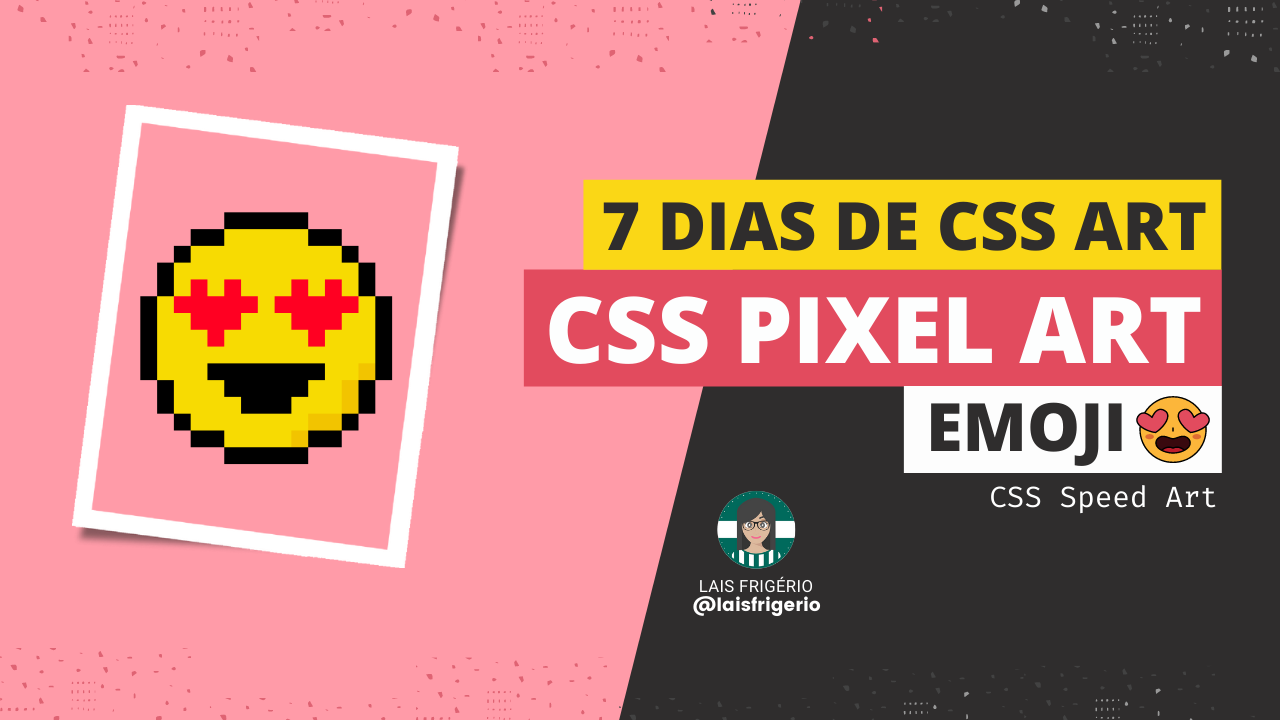 7 DIAS DE CSS ART
CSS PIXEL ART
EMOJI
CSS Speed Art
LAIS FRIGÉRIO
@laisfrigerio